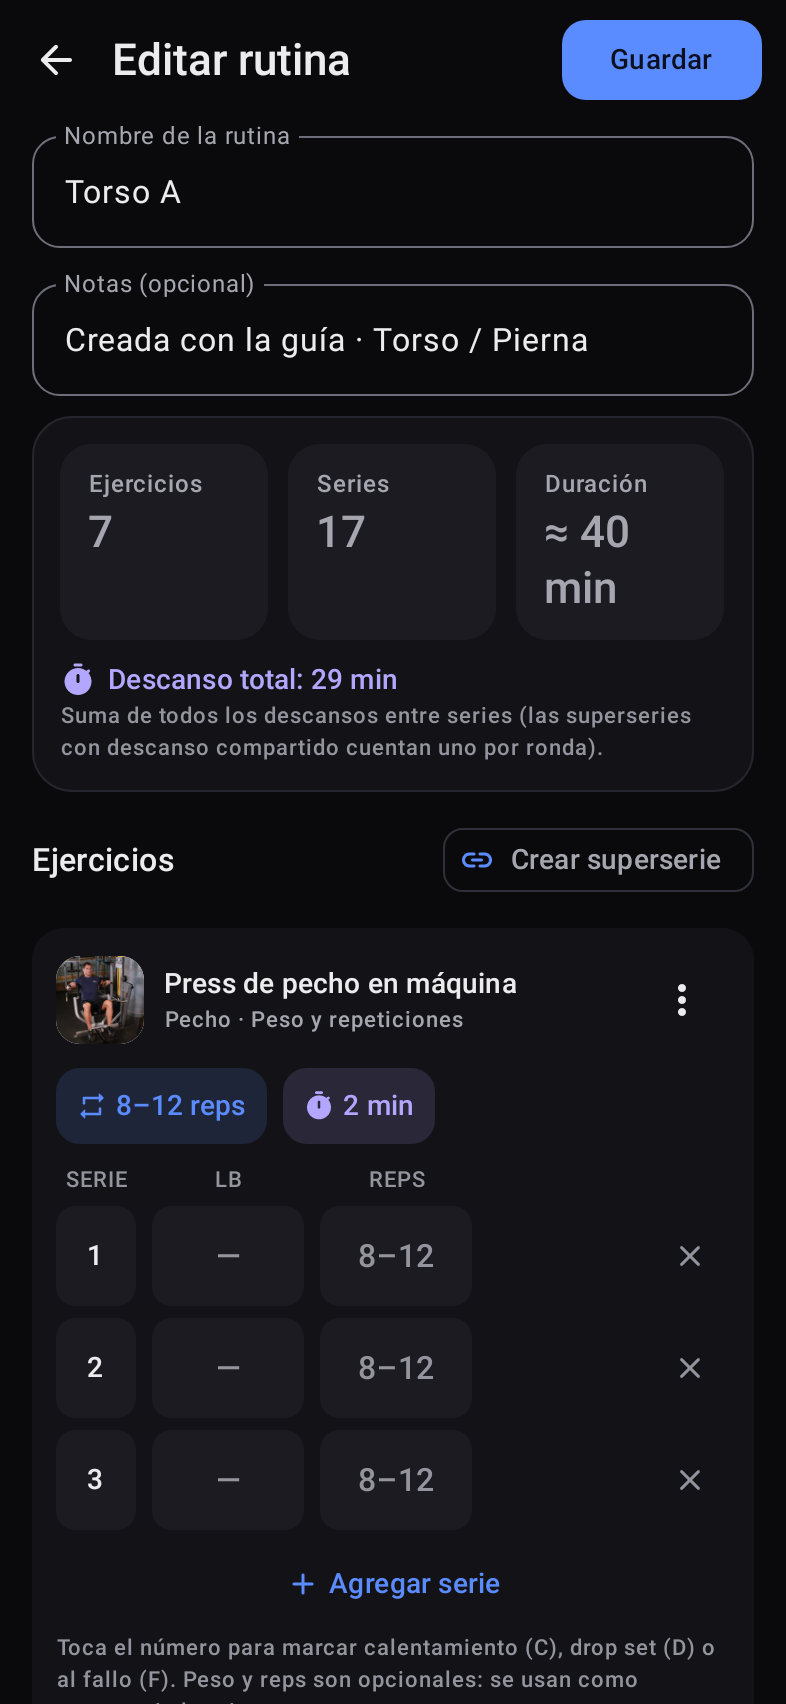 Editar rutina
Guardar
Nombre de la rutina
Torso A
Notas (opcional)
Creada con la guía · Torso / Pierna
Ejercicios
7
Series
17
Duración
≈ 40
min
Descanso total: 29 min
Suma de todos los descansos entre series (las superseries
con descanso compartido cuentan uno por ronda).
Ejercicios
Crear superserie
Press de pecho en máquina
Pecho · Peso y repeticiones
8–12 reps
2 min
SERIE LB REPS
1 — 8–12
2 — 8–12
3 — 8–12
+ Agregar serie
Toca el número para marcar calentamiento (C), drop set (D) o
al fallo (F). Peso y reps son opcionales: se usan como